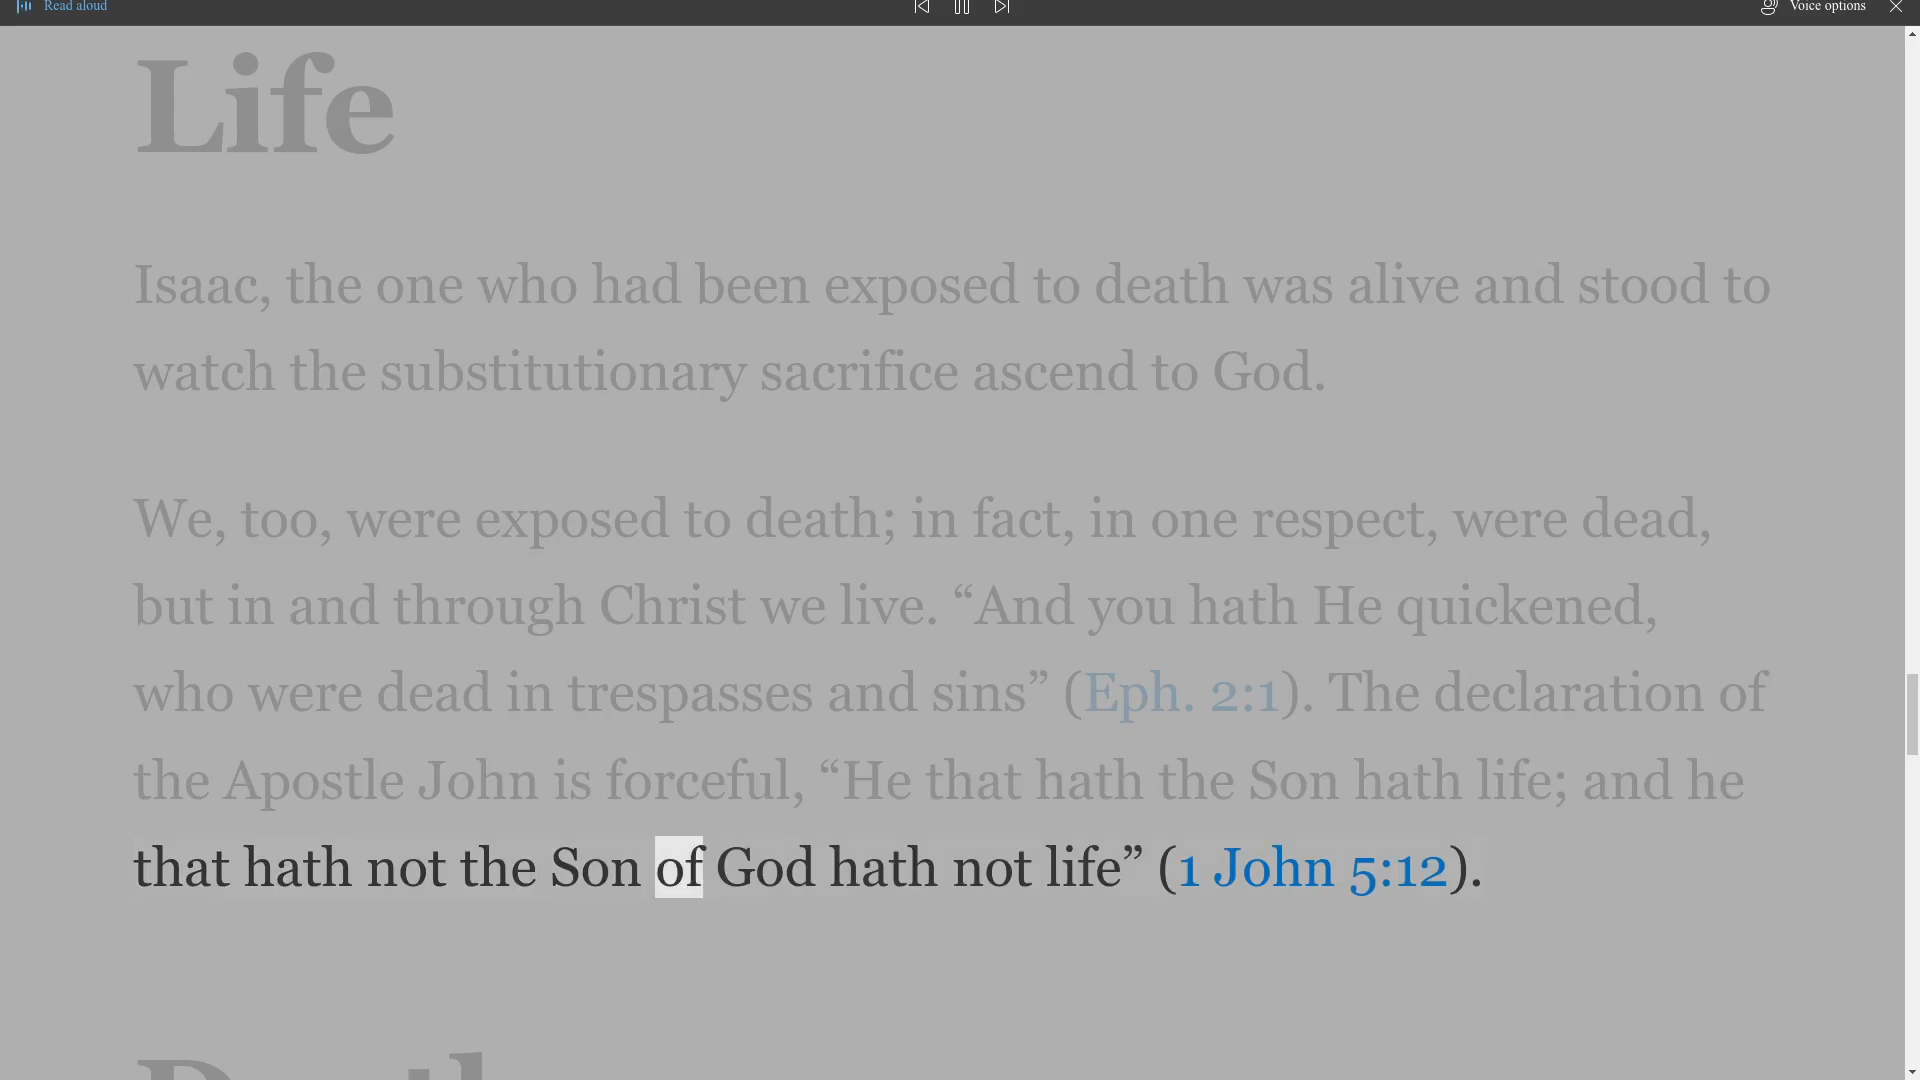 Read aloud
Voice options
Life
Isaac, the one who had been exposed to death was alive and stood to
watch the substitutionary sacrifice ascend to God.
We, too, were exposed to death; in fact, in one respect, were dead,
but in and through Christ we live. “And you hath He quickened,
who were dead in trespasses and sins” (Eph. 2:1). The declaration of
the Apostle John is forceful, “He that hath the Son hath life; and he
that hath not the Son of God hath not life” (1 John 5:12).